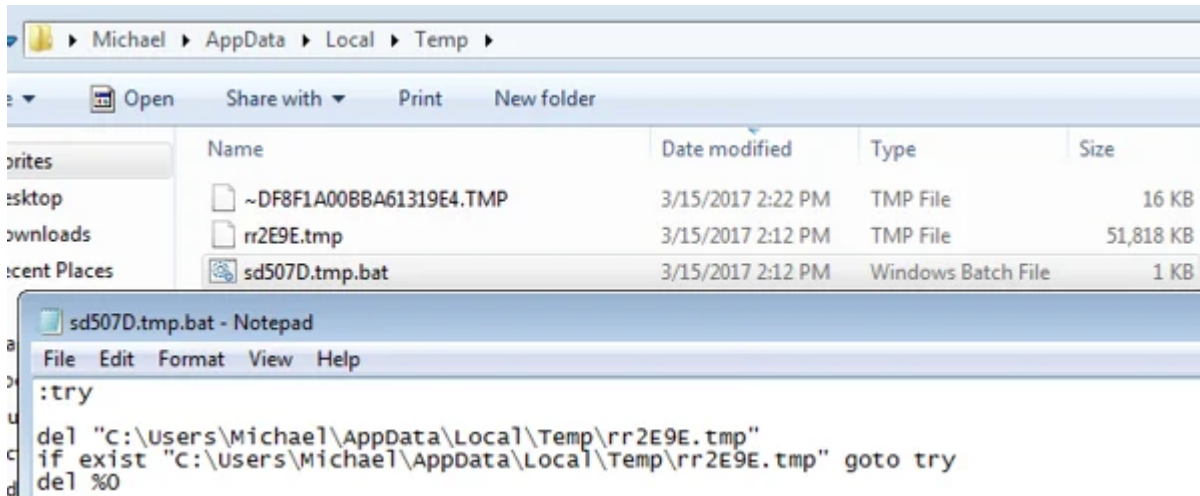 Michael AppData Local Temp
Open Share with Print New folder
Name Date modified Type Size
~DF8F1A00BBA61319E4.TMP 3/15/2017 2:22 PM TMP File 16 KB
rr2E9E.tmp 3/15/2017 2:12 PM TMP File 51,818 KB
sd507D.tmp.bat 3/15/2017 2:12 PM Windows Batch File 1 KB
orites
esktop
ownloads
ecent Places
sd507D.tmp.bat - Notepad
File Edit Format View Help
:try
del "C:\Users\Michael\AppData\Local\Temp\rr2E9E.tmp"
if exist "C:\Users\Michael\AppData\Local\Temp\rr2E9E.tmp" goto try
del %0